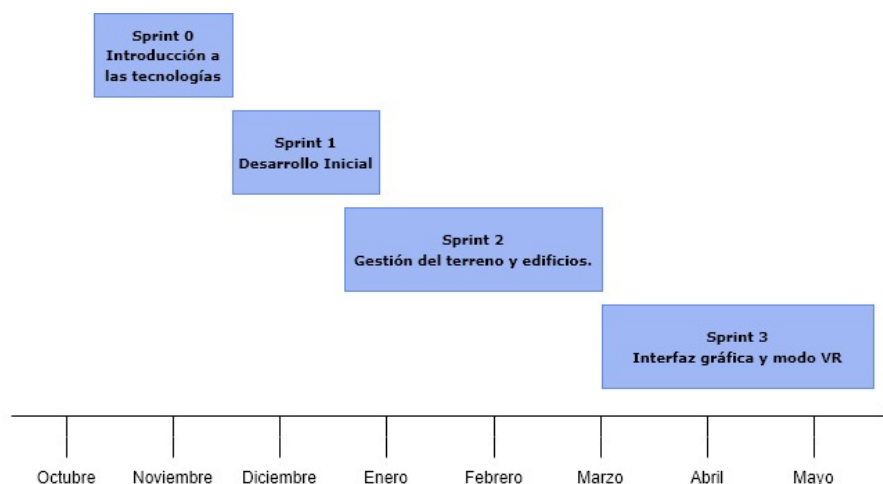 Sprint 0
Introducción a
las tecnologías
Sprint 1
Desarrollo Inicial
Sprint 2
Gestión del terreno y edificios.
Sprint 3
Interfaz gráfica y modo VR
Octubre Noviembre Diciembre Enero Febrero Marzo Abril Mayo